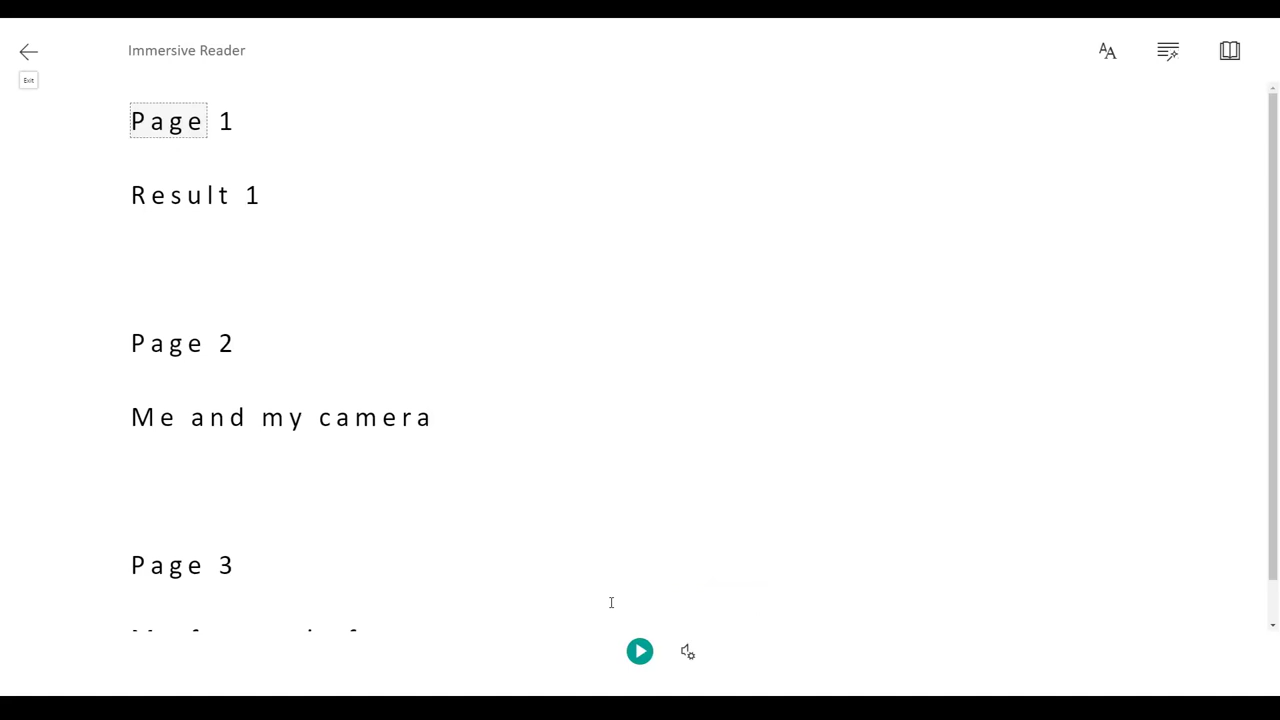 Immersive Reader
Exit
Page 1
Result 1
Page 2
Me and my camera
Page 3